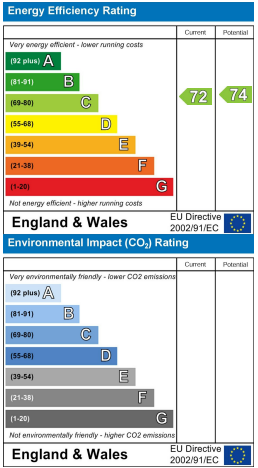 Energy Efficiency Rating
Current Potential
Very energy efficient - lower running costs
(92 plus) A
(81-91) B
(69-80) C
72 74
(55-68) D
(39-54) E
(21-38) F
(1-20) G
Not energy efficient - higher running costs
England & Wales
EU Directive
2002/91/EC
Environmental Impact (CO2) Rating
Current Potential
Very environmentally friendly - lower CO2 emissions
(92 plus) A
(81-91) B
(69-80) C
(55-68) D
(39-54) E
(21-38) F
(1-20) G
Not environmentally friendly - higher CO2 emissions
England & Wales
EU Directive
2002/91/EC